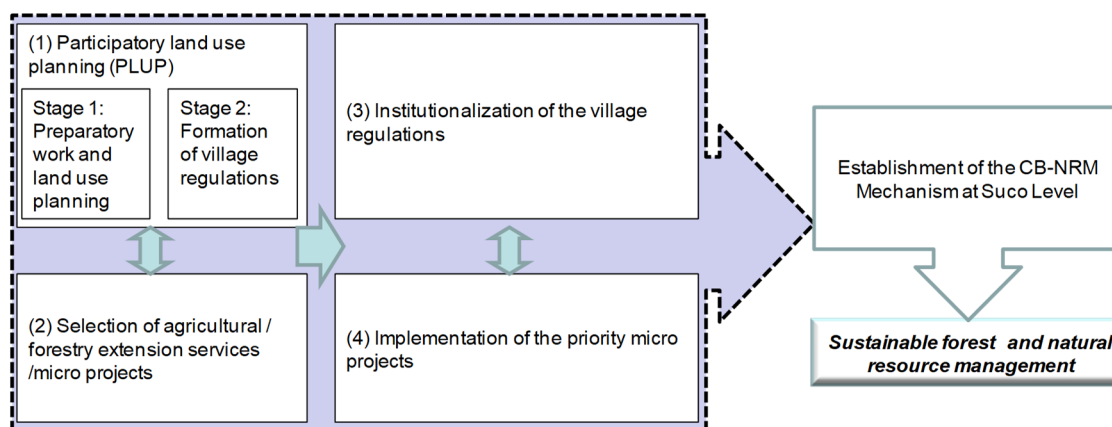 (1) Participatory land use
planning (PLUP)
Stage 1:
Preparatory
work and
land use
planning
Stage 2:
Formation
of village
regulations
(2) Selection of agricultural /
forestry extension services
/micro projects
(3) Institutionalization of the village
regulations
(4) Implementation of the priority micro
projects
Establishment of the CB-NRM
Mechanism at Suco Level
Sustainable forest and natural
resource management